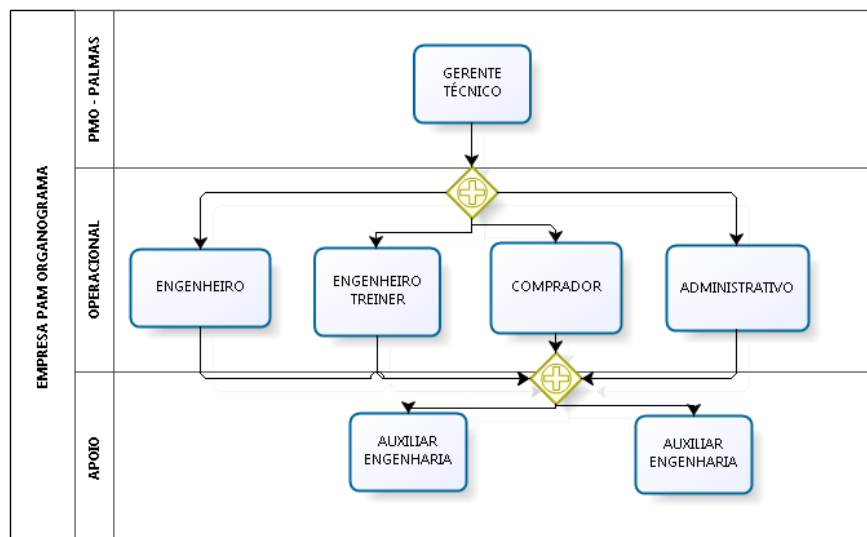 EMPRESA PAM ORGANOGRAMA
PMO - PALMAS
GERENTE
TÉCNICO
OPERACIONAL
ENGENHEIRO
ENGENHEIRO
TREINER
COMPRADOR
ADMINISTRATIVO
APOIO
AUXILIAR
ENGENHARIA
AUXILIAR
ENGENHARIA